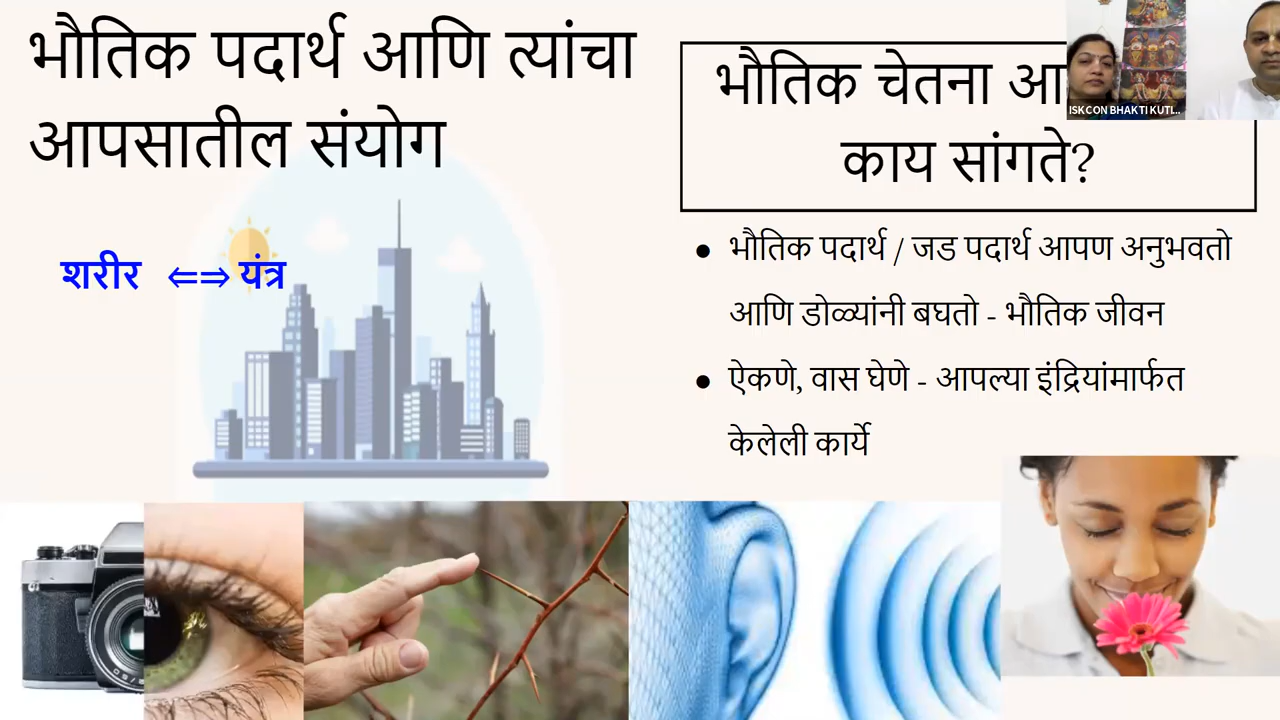 भौतिक पदार्थ आणि त्यांचा
आपसातील संयोग
शरीर ⇐⇒ यंत्र
भौतिक चेतना आ
काय सांगते?
● भौतिक पदार्थ / जड पदार्थ आपण अनुभवतो
आणि डोळ्यांनी बघतो - भौतिक जीवन
● ऐकणे, वास घेणे - आपल्या इंद्रियांमार्फत
केलेली कार्ये
ISKCON BHAKTI KUTI...